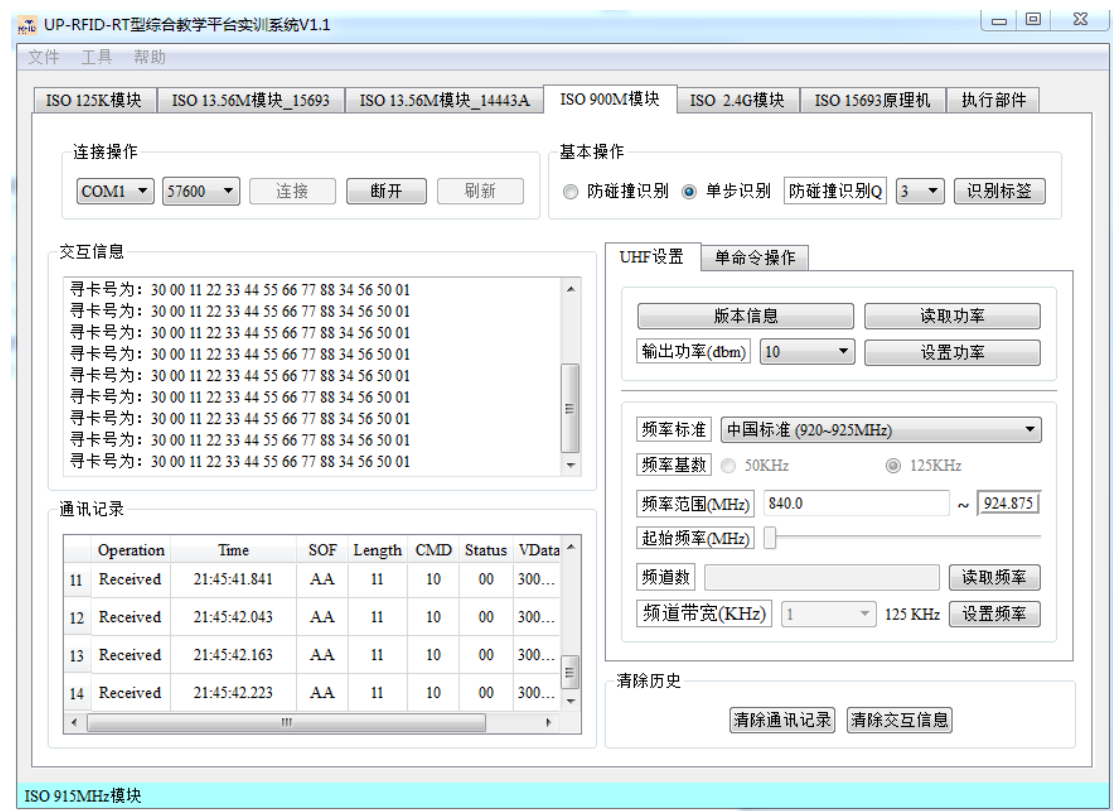 UP-RFID-RT型综合教学平台实训系统V1.1
文件 工具 帮助
ISO 125K模块 ISO 13.56M模块_15693 ISO 13.56M模块_14443A ISO 900M模块 ISO 2.4G模块 ISO 15693原理机 执行部件
连接操作
COM1 57600 连接 断开 刷新
基本操作
防碰撞识别 单步识别 防碰撞识别Q 3 识别标签
交互信息
寻卡号为：30 00 11 22 33 44 55 66 77 88 34 56 50 01
寻卡号为：30 00 11 22 33 44 55 66 77 88 34 56 50 01
寻卡号为：30 00 11 22 33 44 55 66 77 88 34 56 50 01
寻卡号为：30 00 11 22 33 44 55 66 77 88 34 56 50 01
寻卡号为：30 00 11 22 33 44 55 66 77 88 34 56 50 01
寻卡号为：30 00 11 22 33 44 55 66 77 88 34 56 50 01
寻卡号为：30 00 11 22 33 44 55 66 77 88 34 56 50 01
寻卡号为：30 00 11 22 33 44 55 66 77 88 34 56 50 01
寻卡号为：30 00 11 22 33 44 55 66 77 88 34 56 50 01
通讯记录
Operation Time SOF Length CMD Status VData
11 Received 21:45:41.841 AA 11 10 00 300...
12 Received 21:45:42.043 AA 11 10 00 300...
13 Received 21:45:42.163 AA 11 10 00 300...
14 Received 21:45:42.223 AA 11 10 00 300...
UHF设置 单命令操作
版本信息 读取功率
输出功率(dbm) 10 设置功率
频率标准 中国标准 (920~925MHz)
频率基数 50KHz 125KHz
频率范围(MHz) 840.0 ~ 924.875
起始频率(MHz)
频道数 读取频率
频道带宽(KHz) 1 125 KHz 设置频率
清除历史
清除通讯记录 清除交互信息
ISO 915MHz模块